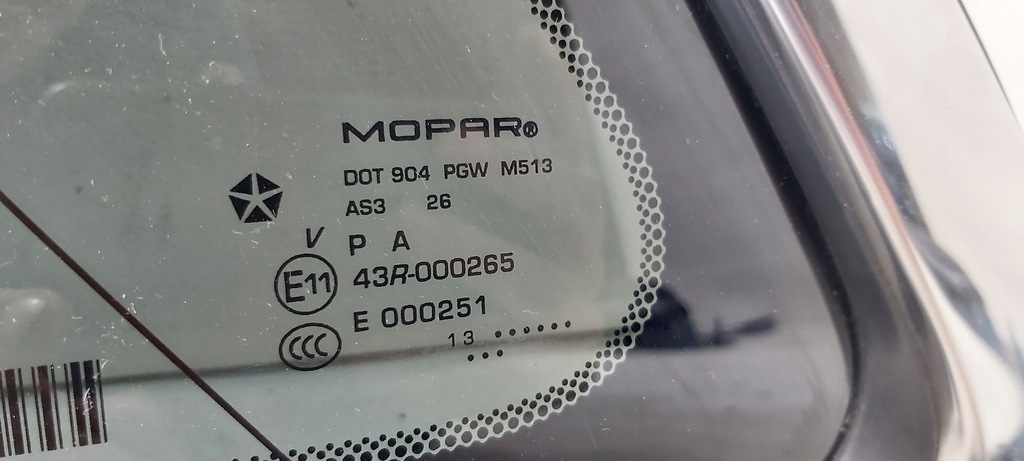 MOPAR®
DOT 904 PGW M513
AS3 26
V P A
E11 43R-000265
CCC E 000251
13 ••••••
•••